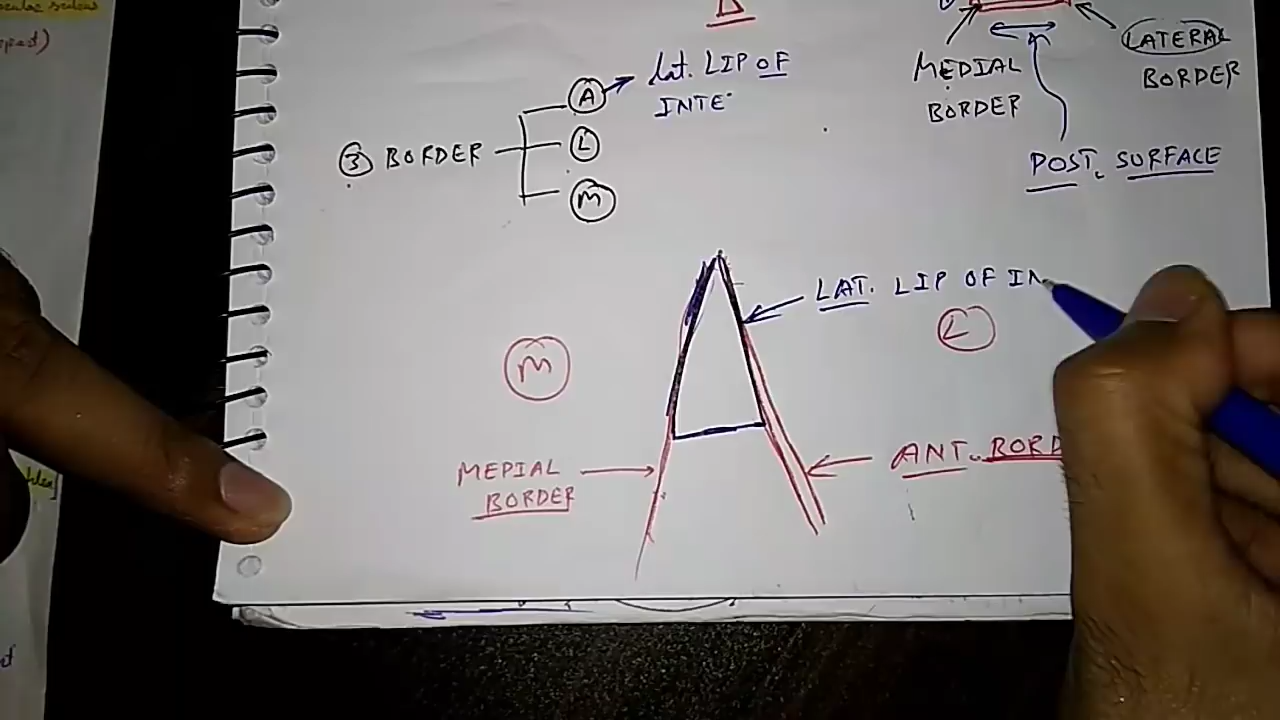 lat. LIP OF
INTE
③ BORDER
A
L
M
MEDIAL
BORDER
LATERAL
BORDER
POST. SURFACE
LAT. LIP OF IN
L
M
MEPIAL
BORDER
ANT. BORD